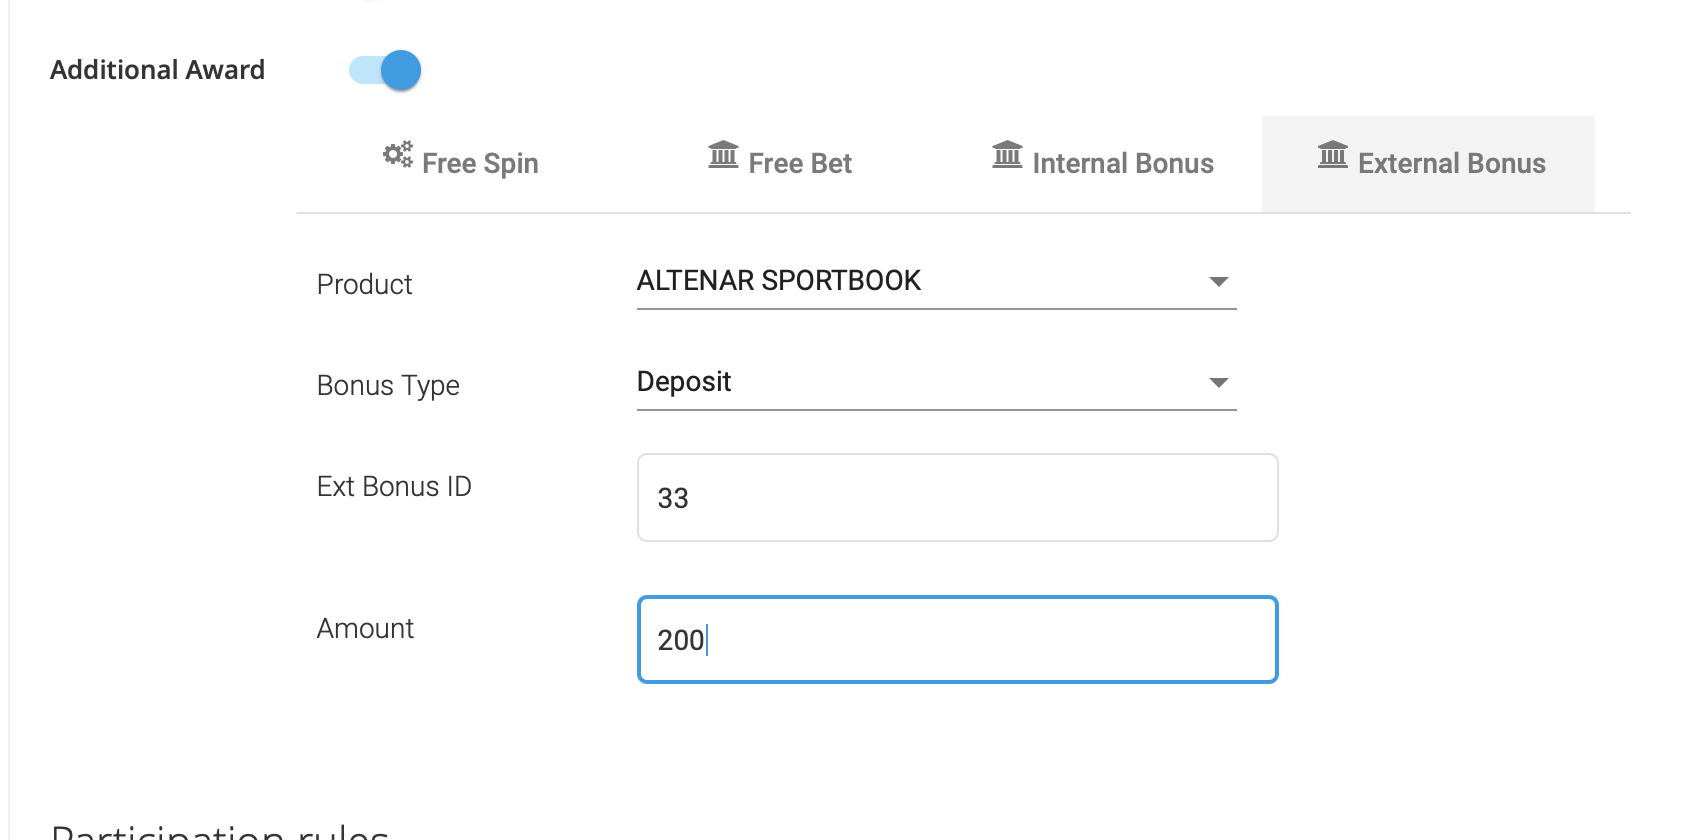 Additional Award
Free Spin Free Bet Internal Bonus External Bonus
Product ALTENAR SPORTBOOK
Bonus Type Deposit
Ext Bonus ID 33
Amount 200
Participation rules